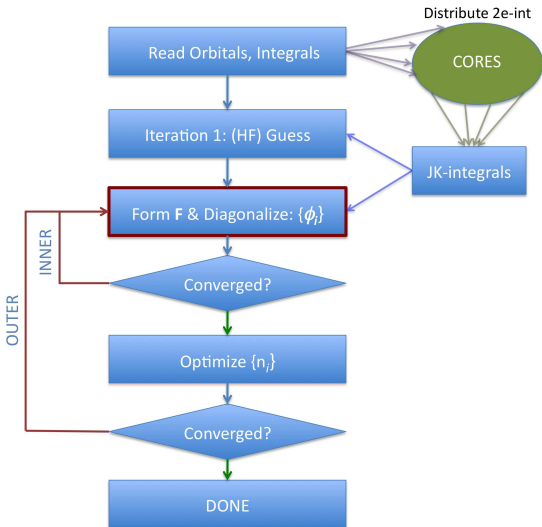 Distribute 2e-int
Read Orbitals, Integrals
CORES
Iteration 1: (HF) Guess
JK-integrals
Form F & Diagonalize: {ϕi}
INNER
Converged?
OUTER
Optimize {ni}
Converged?
DONE